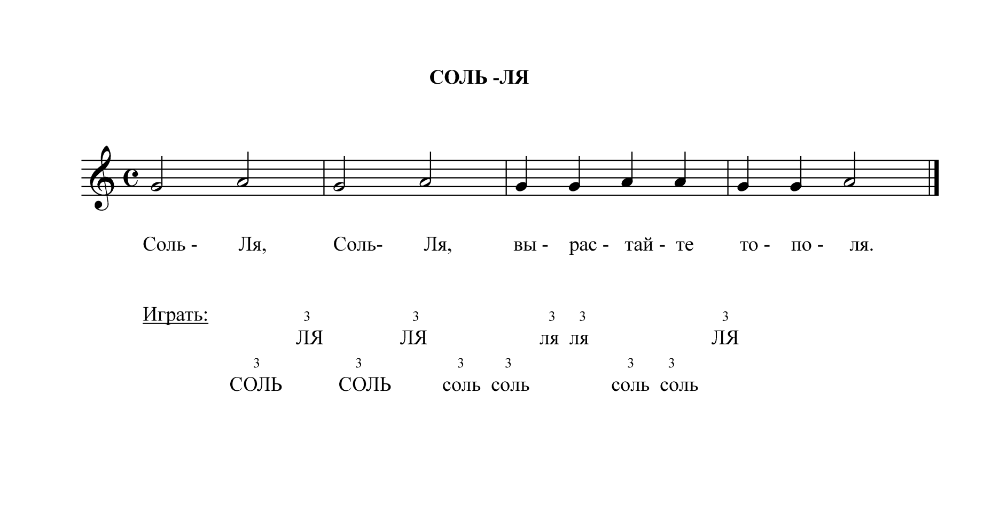 СОЛЬ -ЛЯ
Соль - Ля, Соль- Ля, вы - рас - тай - те то - по - ля.
Играть: 3 3 3 3 3
ЛЯ ЛЯ ля ля ЛЯ
3 3 3 3 3 3
СОЛЬ СОЛЬ соль соль соль соль